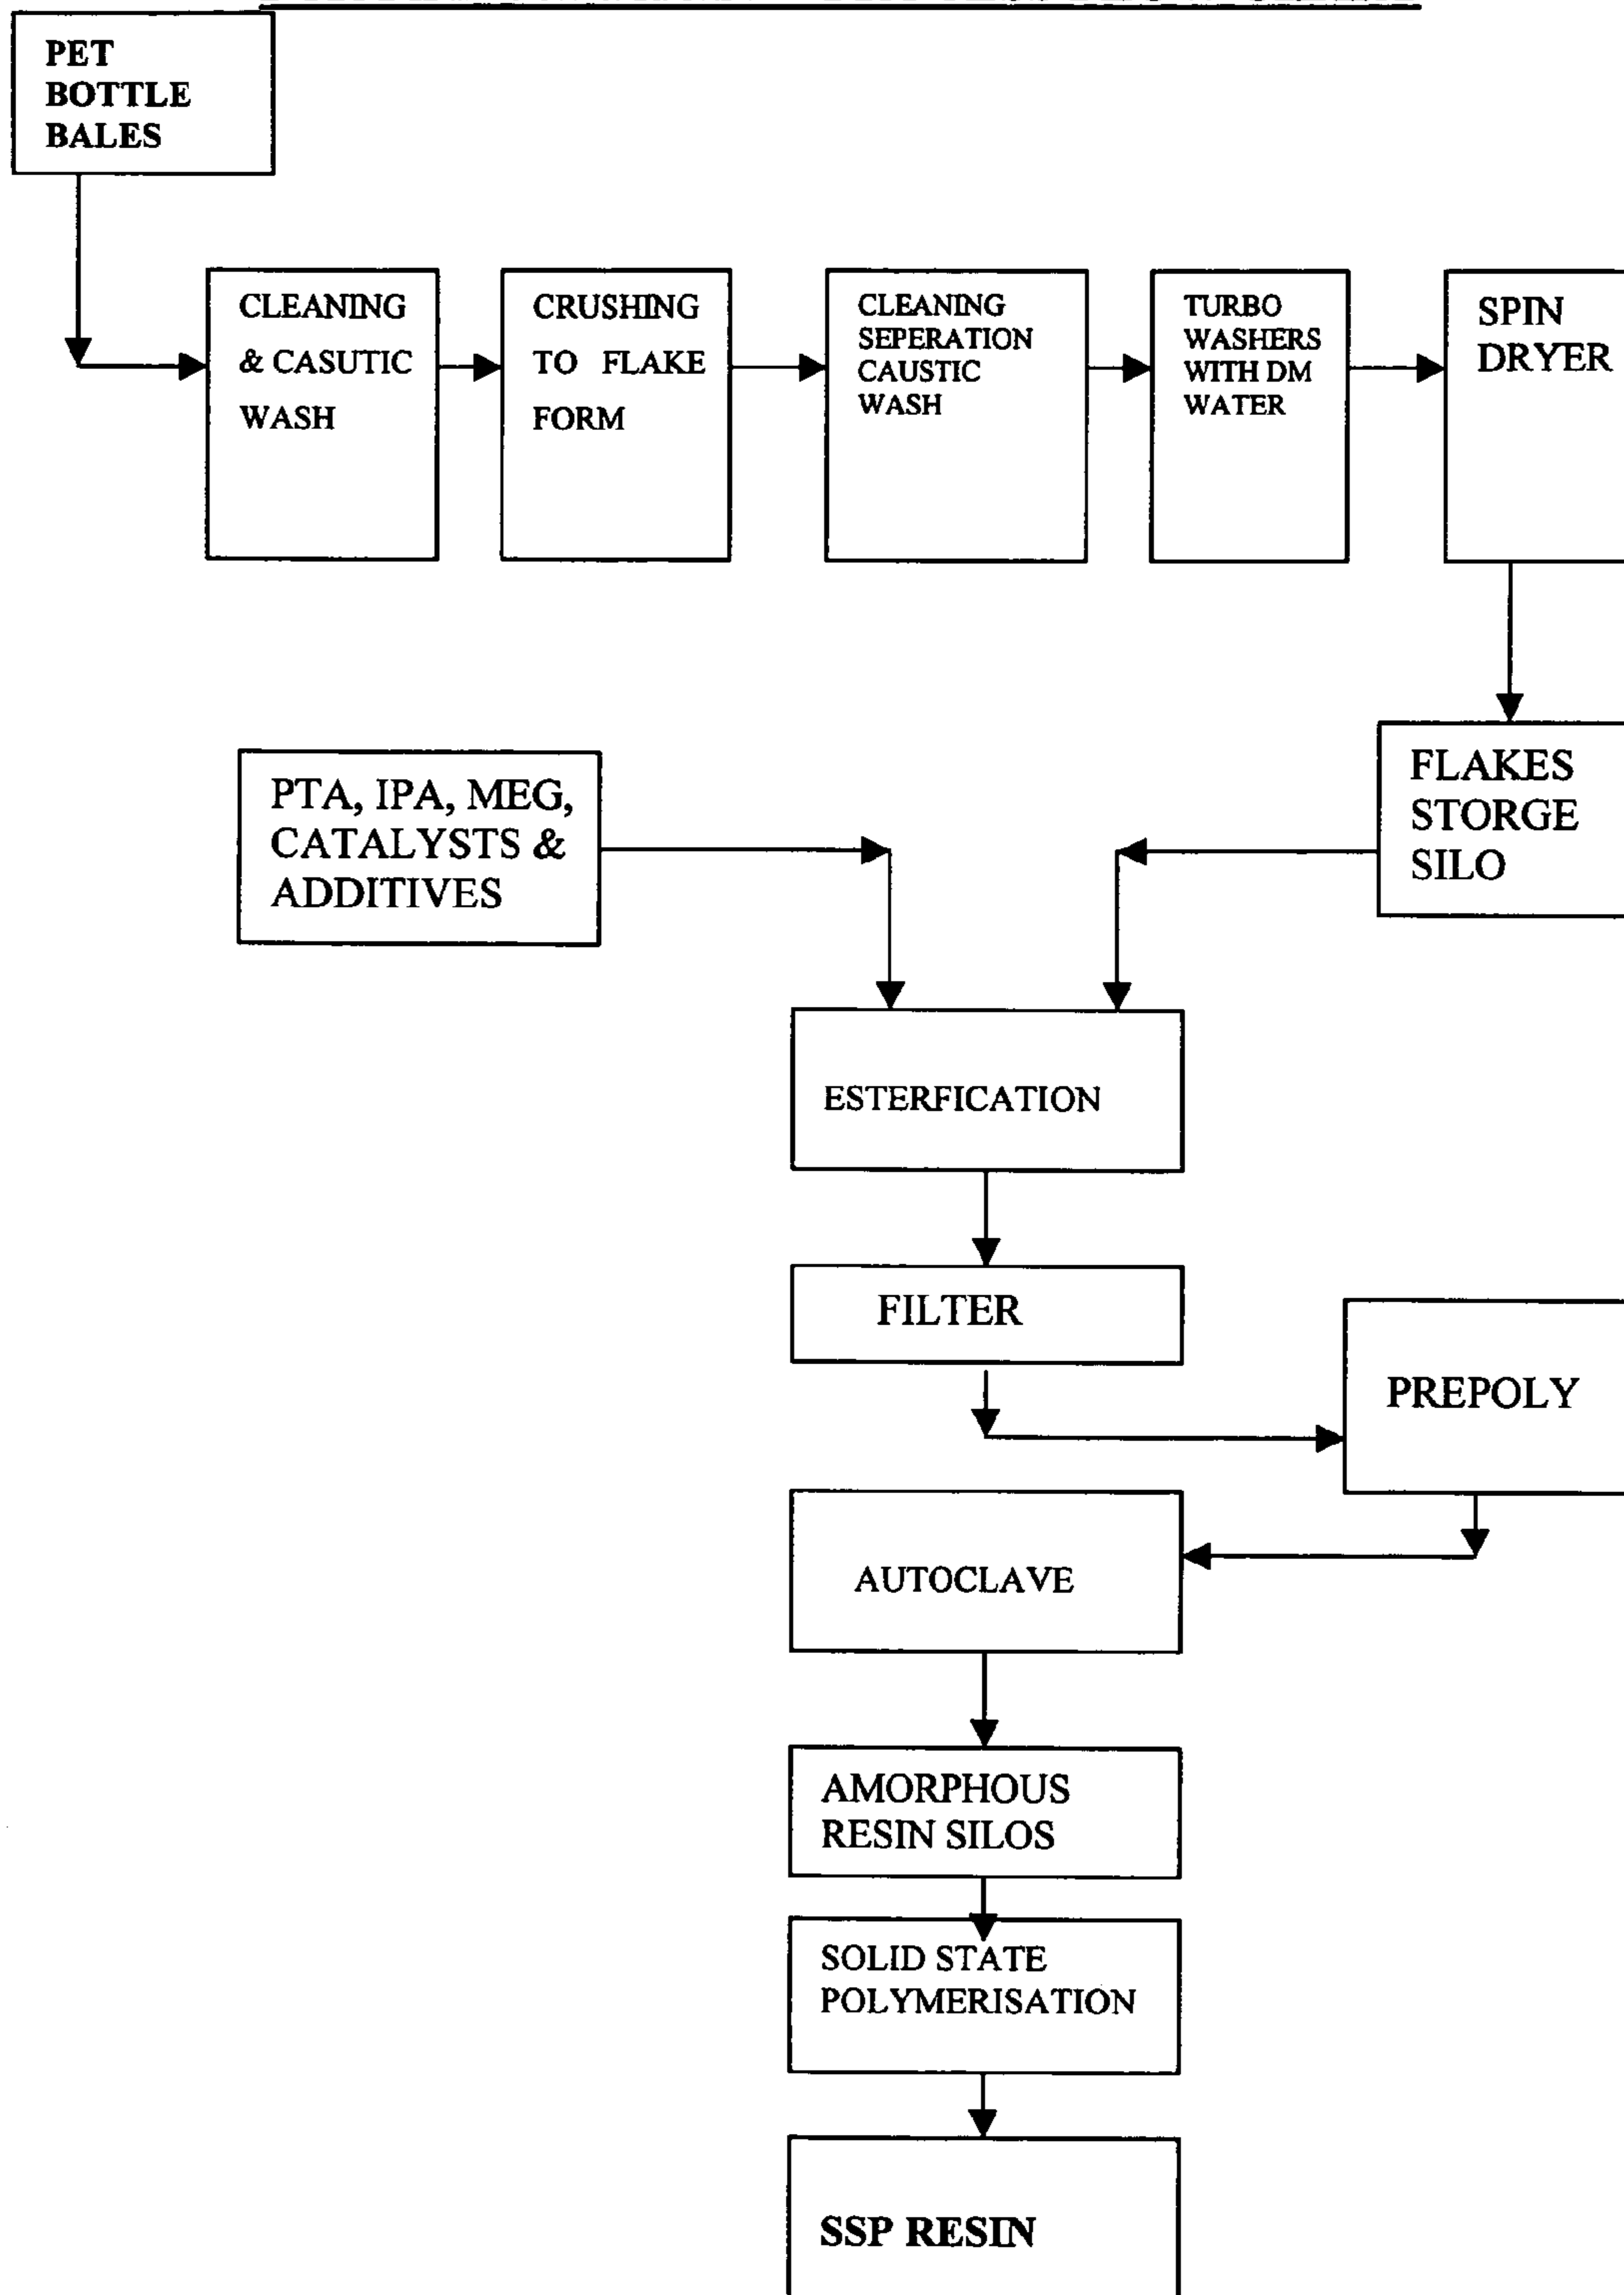 PET
BOTTLE
BALES
CLEANING
& CASUTIC
WASH
CRUSHING
TO FLAKE
FORM
CLEANING
SEPERATION
CAUSTIC
WASH
TURBO
WASHERS
WITH DM
WATER
SPIN
DRYER
PTA, IPA, MEG,
CATALYSTS &
ADDITIVES
FLAKES
STORGE
SILO
ESTERFICATION
FILTER
PREPOLY
AUTOCLAVE
AMORPHOUS
RESIN SILOS
SOLID STATE
POLYMERISATION
SSP RESIN